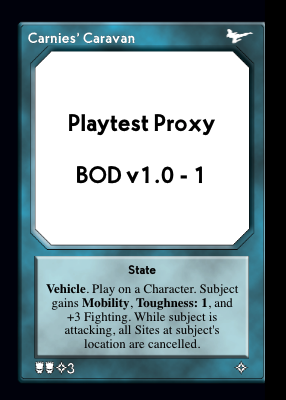 Carnies' Caravan
Playtest Proxy
BOD v1.0 - 1
State
Vehicle. Play on a Character. Subject
gains Mobility, Toughness: 1, and
+3 Fighting. While subject is
attacking, all Sites at subject's
location are cancelled.
3